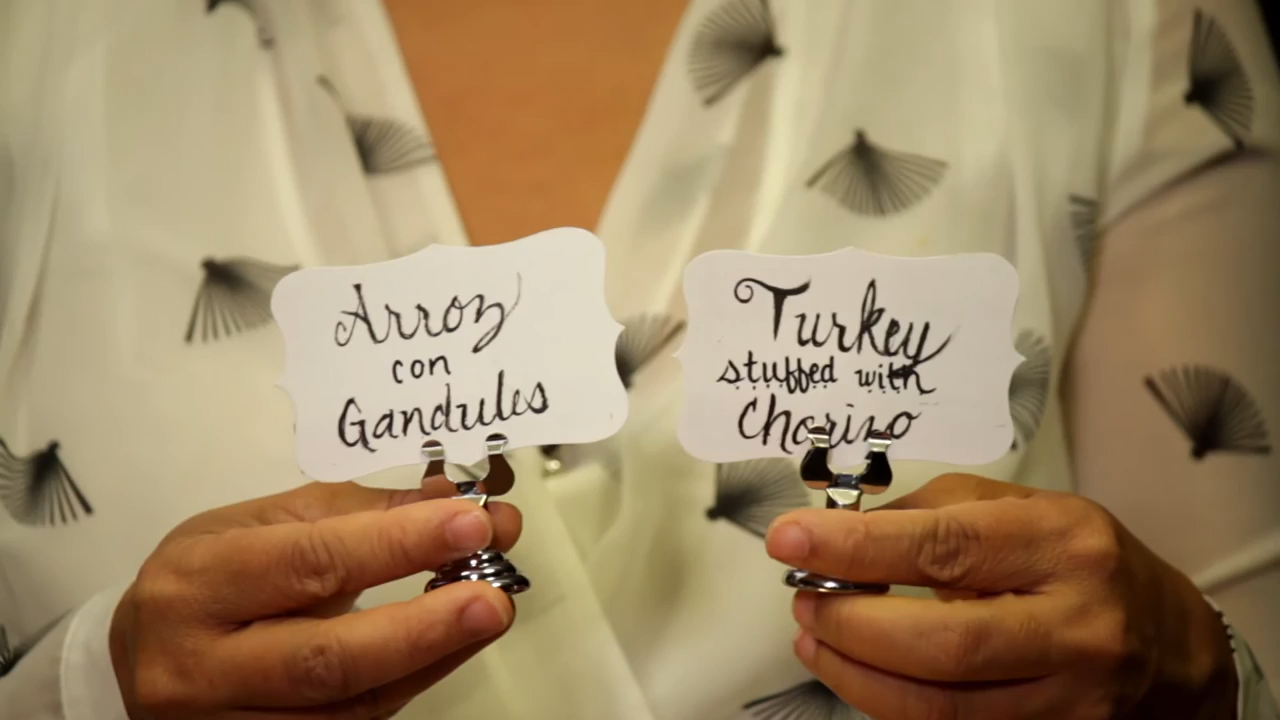 Arroz
con
Gandules
Turkey
stuffed with
Chorizo